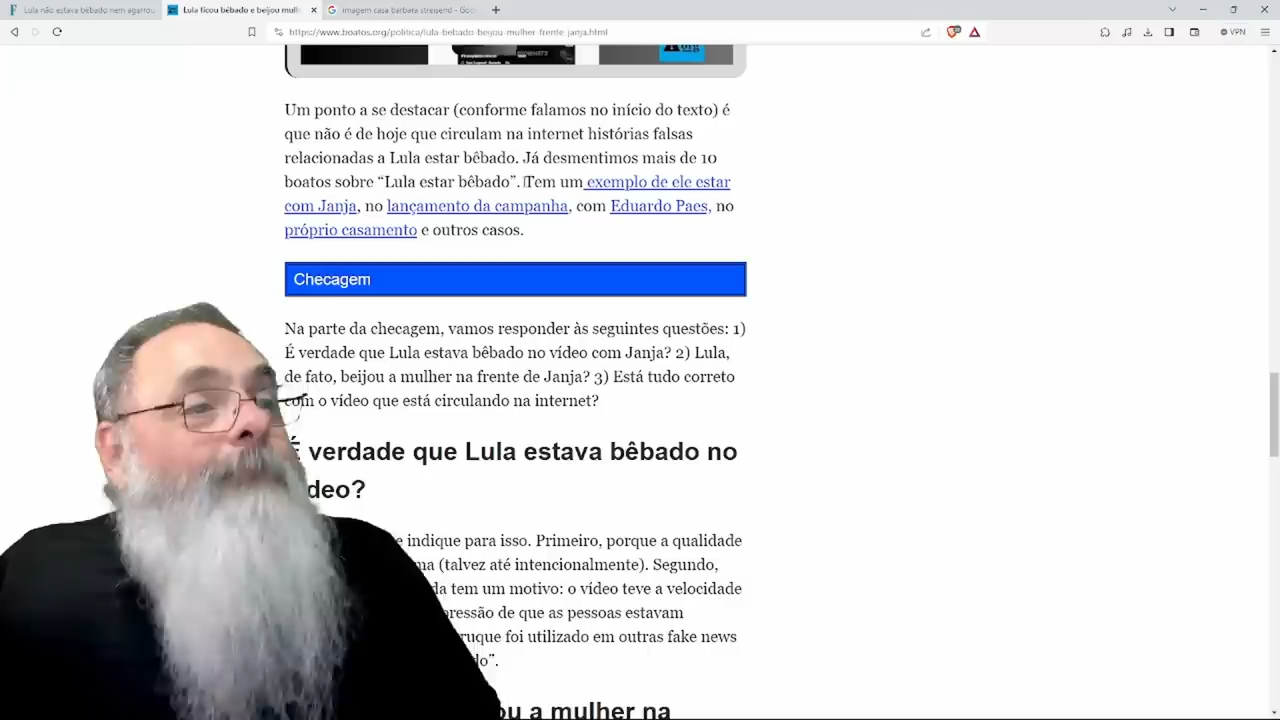 Lula não estava bêbado nem agarrou
Lula ficou bêbado e beijou mulh
imagem casa barbara streisend - Goo
https://www.boatos.org/politica/lula-bebado-beijou-mulher-frente-janja.html
VPN
Um ponto a se destacar (conforme falamos no início do texto) é
que não é de hoje que circulam na internet histórias falsas
relacionadas a Lula estar bêbado. Já desmentimos mais de 10
boatos sobre “Lula estar bêbado”. Tem um exemplo de ele estar
com Janja, no lançamento da campanha, com Eduardo Paes, no
próprio casamento e outros casos.
Checagem
Na parte da checagem, vamos responder às seguintes questões: 1)
É verdade que Lula estava bêbado no vídeo com Janja? 2) Lula,
de fato, beijou a mulher na frente de Janja? 3) Está tudo correto
com o vídeo que está circulando na internet?
É verdade que Lula estava bêbado no
deo?
e indique para isso. Primeiro, porque a qualidade
ma (talvez até intencionalmente). Segundo,
da tem um motivo: o vídeo teve a velocidade
pressão de que as pessoas estavam
ruque foi utilizado em outras fake news
do”.
ou a mulher na